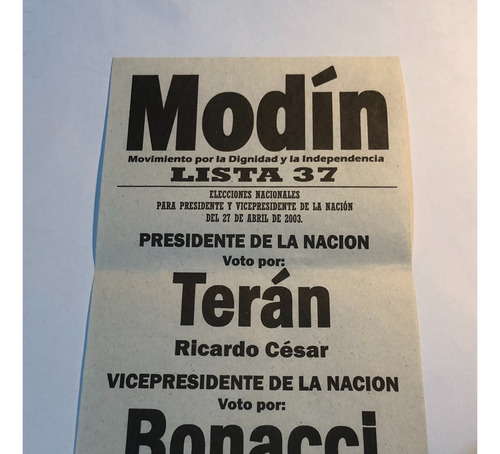 Modín
Movimiento por la Dignidad y la Independencia
LISTA 37
ELECCIONES NACIONALES
PARA PRESIDENTE Y VICEPRESIDENTE DE LA NACIÓN
DEL 27 DE ABRIL DE 2003.
PRESIDENTE DE LA NACION
Voto por:
Terán
Ricardo César
VICEPRESIDENTE DE LA NACION
Voto por:
Bonacci